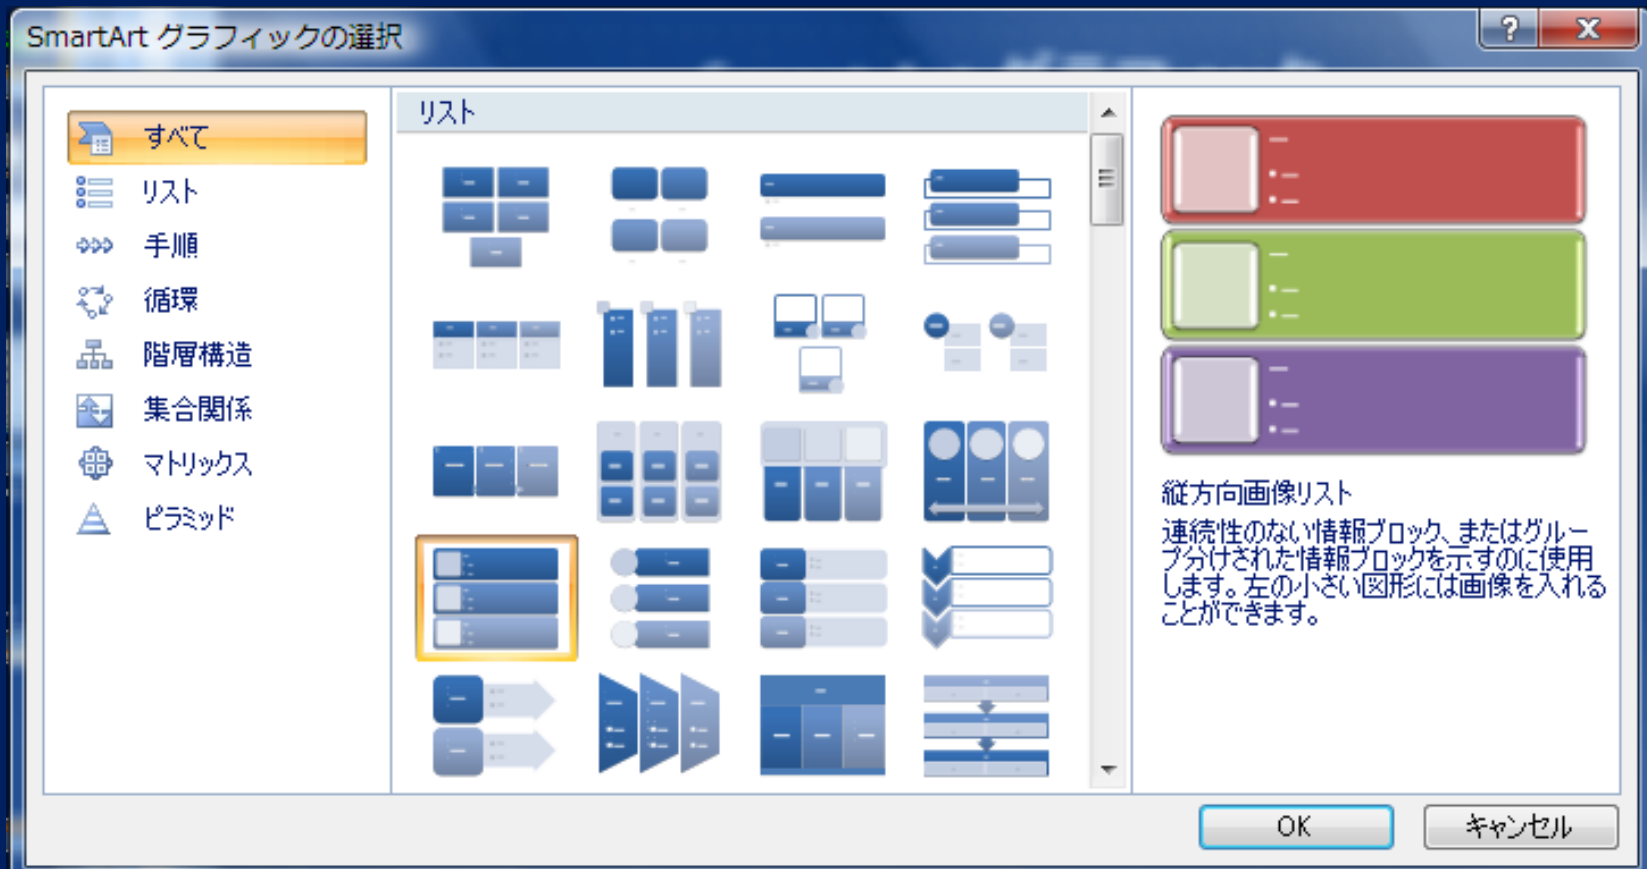 SmartArt グラフィックの選択
すべて
リスト
手順
循環
階層構造
集合関係
マトリックス
ピラミッド
リスト
縦方向画像リスト
連続性のない情報ブロック、またはグルー
プ分けされた情報ブロックを示すのに使用
します。左の小さい図形には画像を入れる
ことができます。
OK
キャンセル